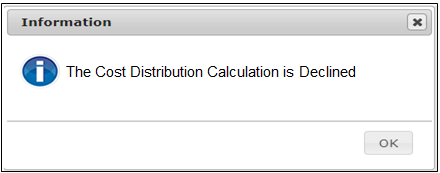 Information
The Cost Distribution Calculation is Declined
OK